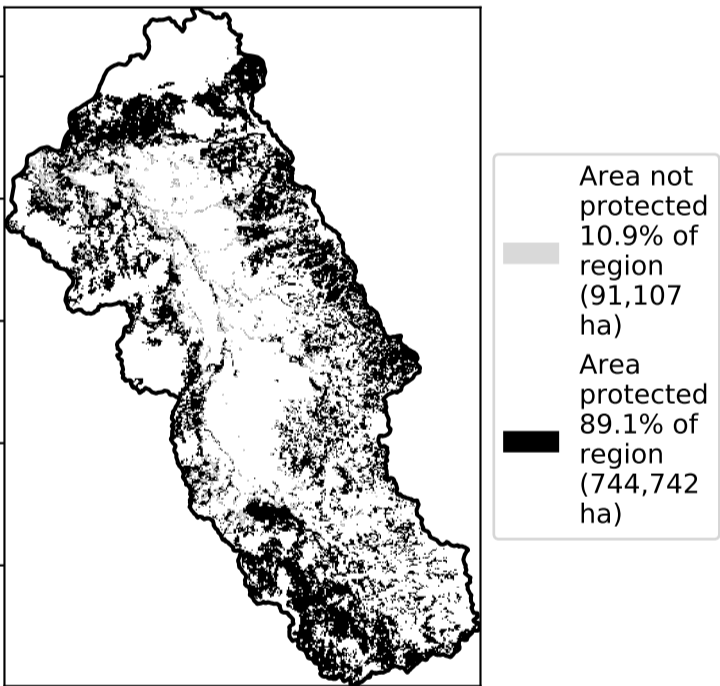 Area not
protected
10.9% of
region
(91,107
ha)
Area
protected
89.1% of
region
(744,742
ha)